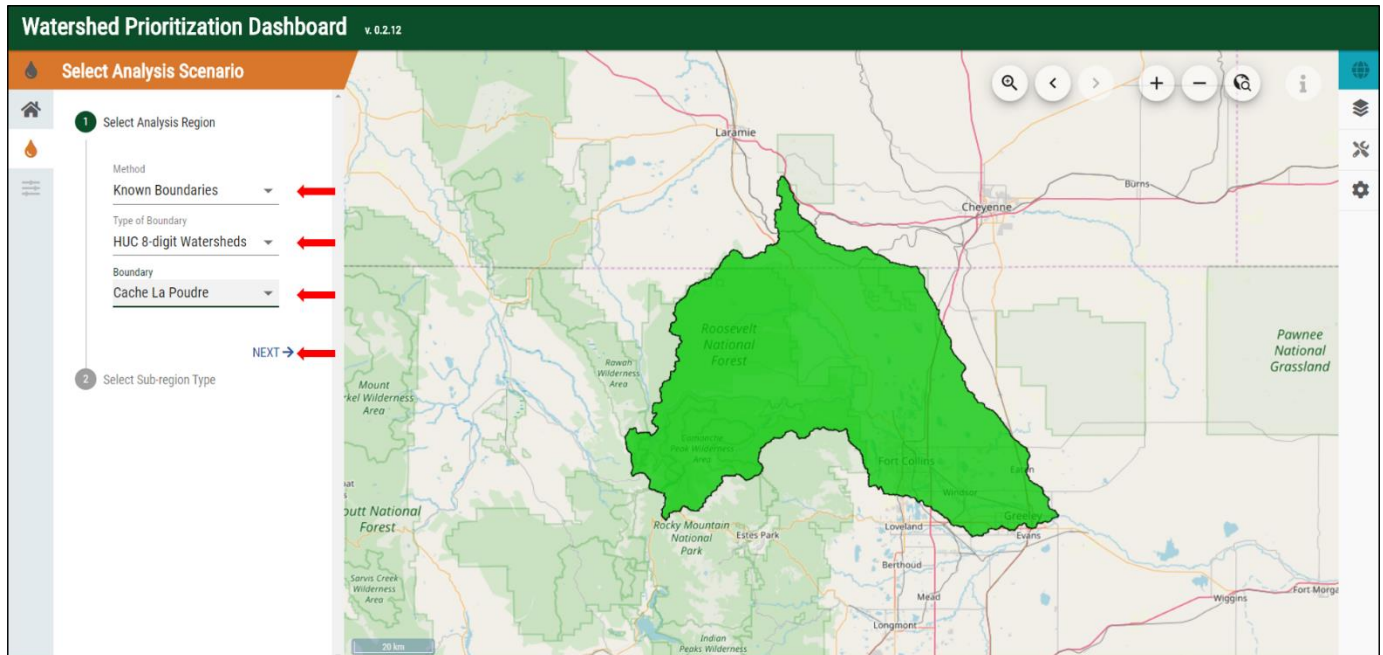 Watershed Prioritization Dashboard v. 0.2.12
Select Analysis Scenario
1 Select Analysis Region
Method
Known Boundaries
Type of Boundary
HUC 8-digit Watersheds
Boundary
Cache La Poudre
NEXT
2 Select Sub-region Type
Laramie
Burns
Cheyenne
Roosevelt
National
Forest
Pawnee
National
Grassland
Rawah
Wilderness
Area
Mount
rkel Wilderness
Area
Comanche
Peak Wilderness
Area
Fort Collins
Eaton
Windsor
Greeley
Evans
outt National
Forest
Rocky Mountain
National
Park
Estes Park
Loveland
Berthoud
Sarvis Creek
Wilderness
Area
Mead
Wiggins
Fort Morga
Longmont
Indian
Peaks Wilderness
20 km